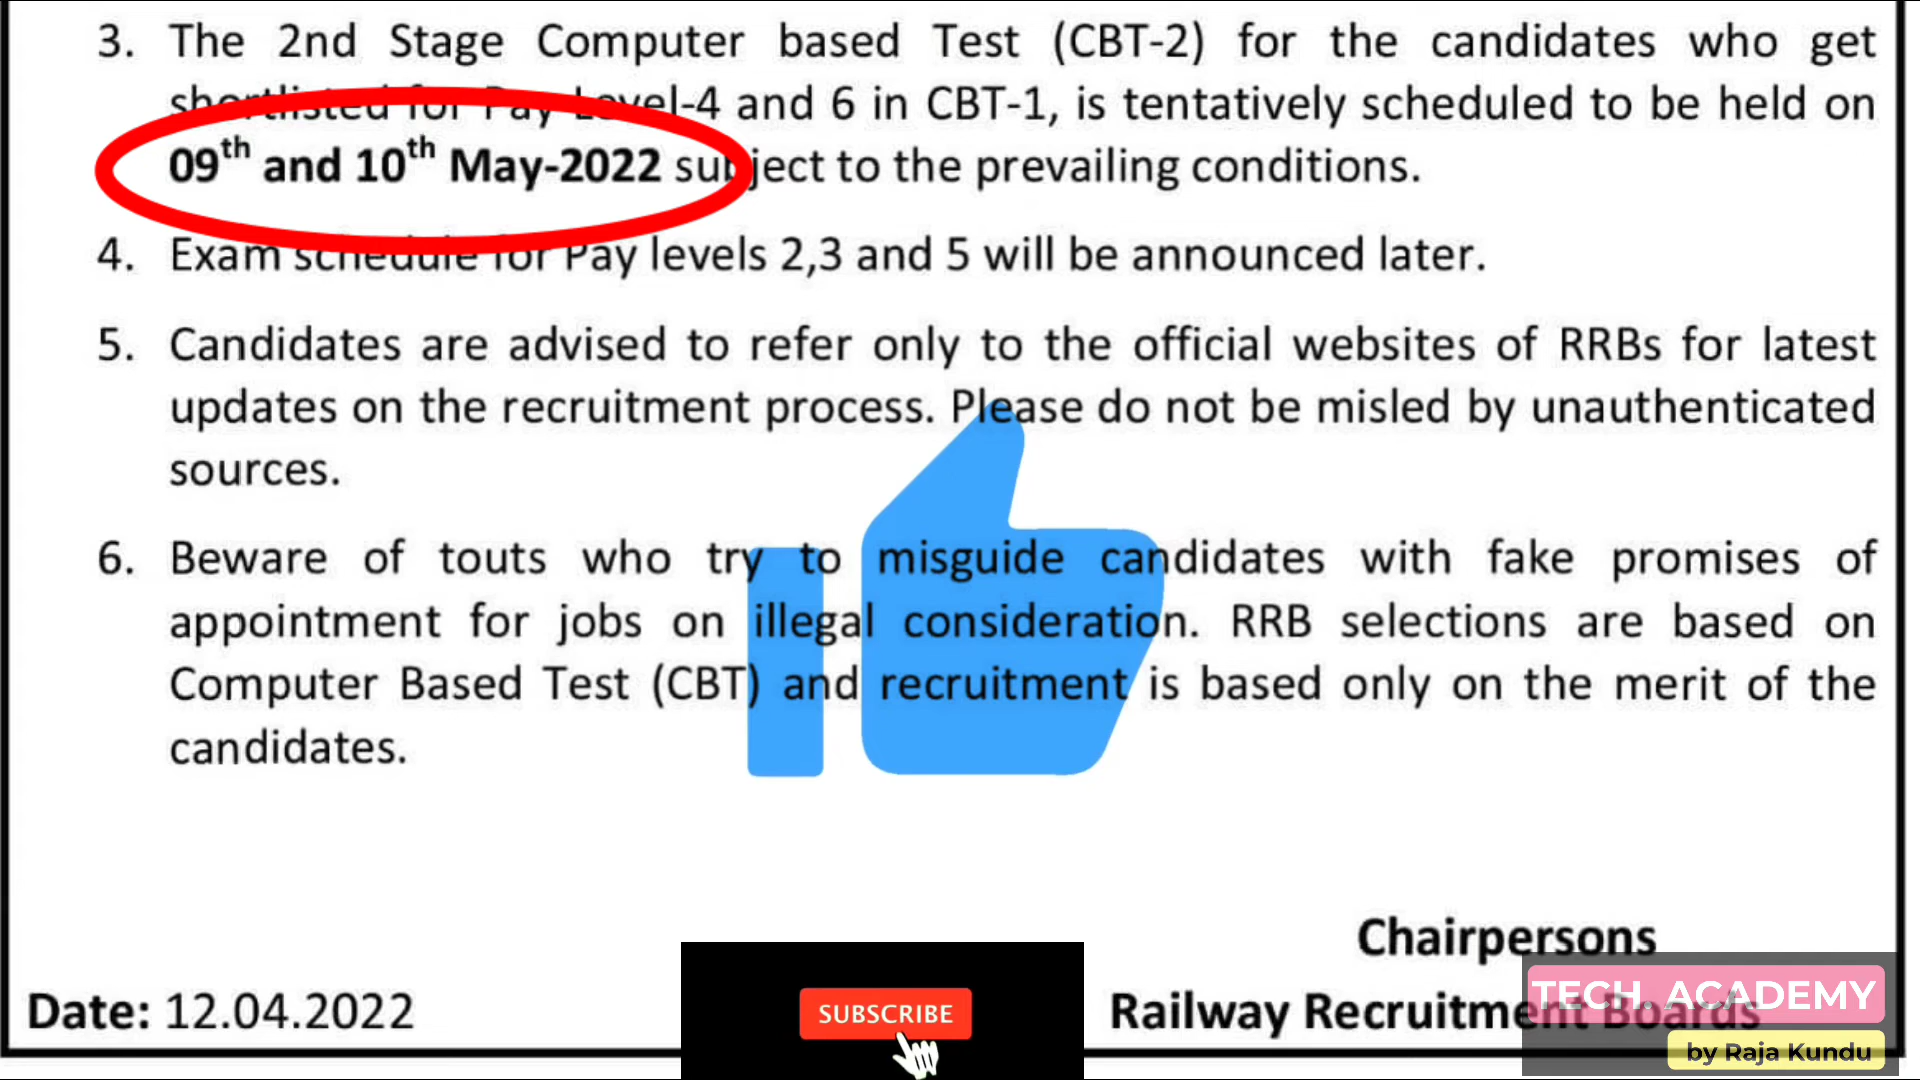 3. The 2nd Stage Computer based Test (CBT-2) for the candidates who get
shortlisted for Pay Level-4 and 6 in CBT-1, is tentatively scheduled to be held on
09th and 10th May-2022 subject to the prevailing conditions.
4. Exam schedule for Pay levels 2,3 and 5 will be announced later.
5. Candidates are advised to refer only to the official websites of RRBs for latest
updates on the recruitment process. Please do not be misled by unauthenticated
sources.
6. Beware of touts who try to misguide candidates with fake promises of
appointment for jobs on illegal consideration. RRB selections are based on
Computer Based Test (CBT) and recruitment is based only on the merit of the
candidates.
Chairpersons
Date: 12.04.2022
SUBSCRIBE
Railway Recruitment Boards
TECH. ACADEMY
by Raja Kundu